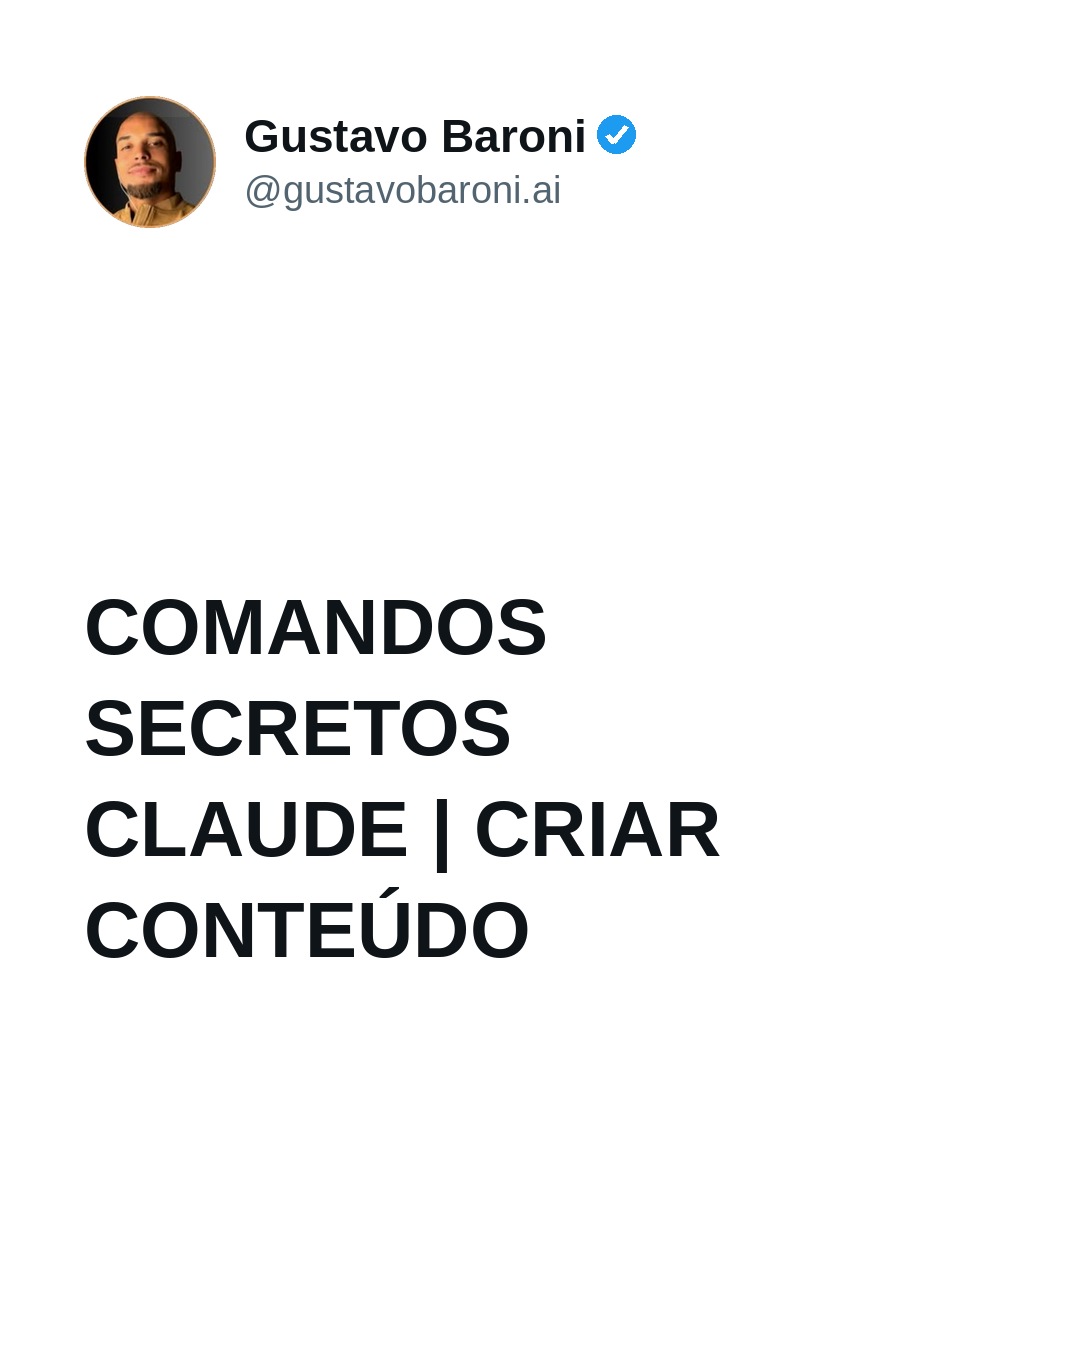 Gustavo Baroni
@gustavobaroni.ai
COMANDOS
SECRETOS
CLAUDE | CRIAR
CONTEÚDO